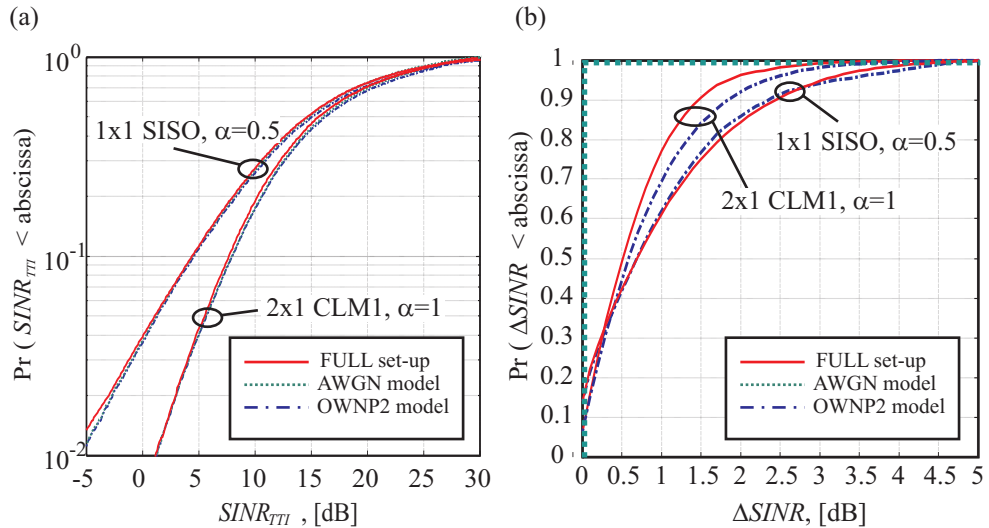 (a)
Pr ( SINR_TTI < abscissa)
10^0
10^-1
10^-2
1x1 SISO, α=0.5
2x1 CLM1, α=1
FULL set-up
AWGN model
OWNP2 model
-5 0 5 10 15 20 25 30
SINR_TTI , [dB]
(b)
Pr ( ΔSINR < abscissa)
1
0.9
0.8
0.7
0.6
0.5
0.4
0.3
0.2
0.1
0
1x1 SISO, α=0.5
2x1 CLM1, α=1
FULL set-up
AWGN model
OWNP2 model
0 0.5 1 1.5 2 2.5 3 3.5 4 4.5 5
ΔSINR, [dB]